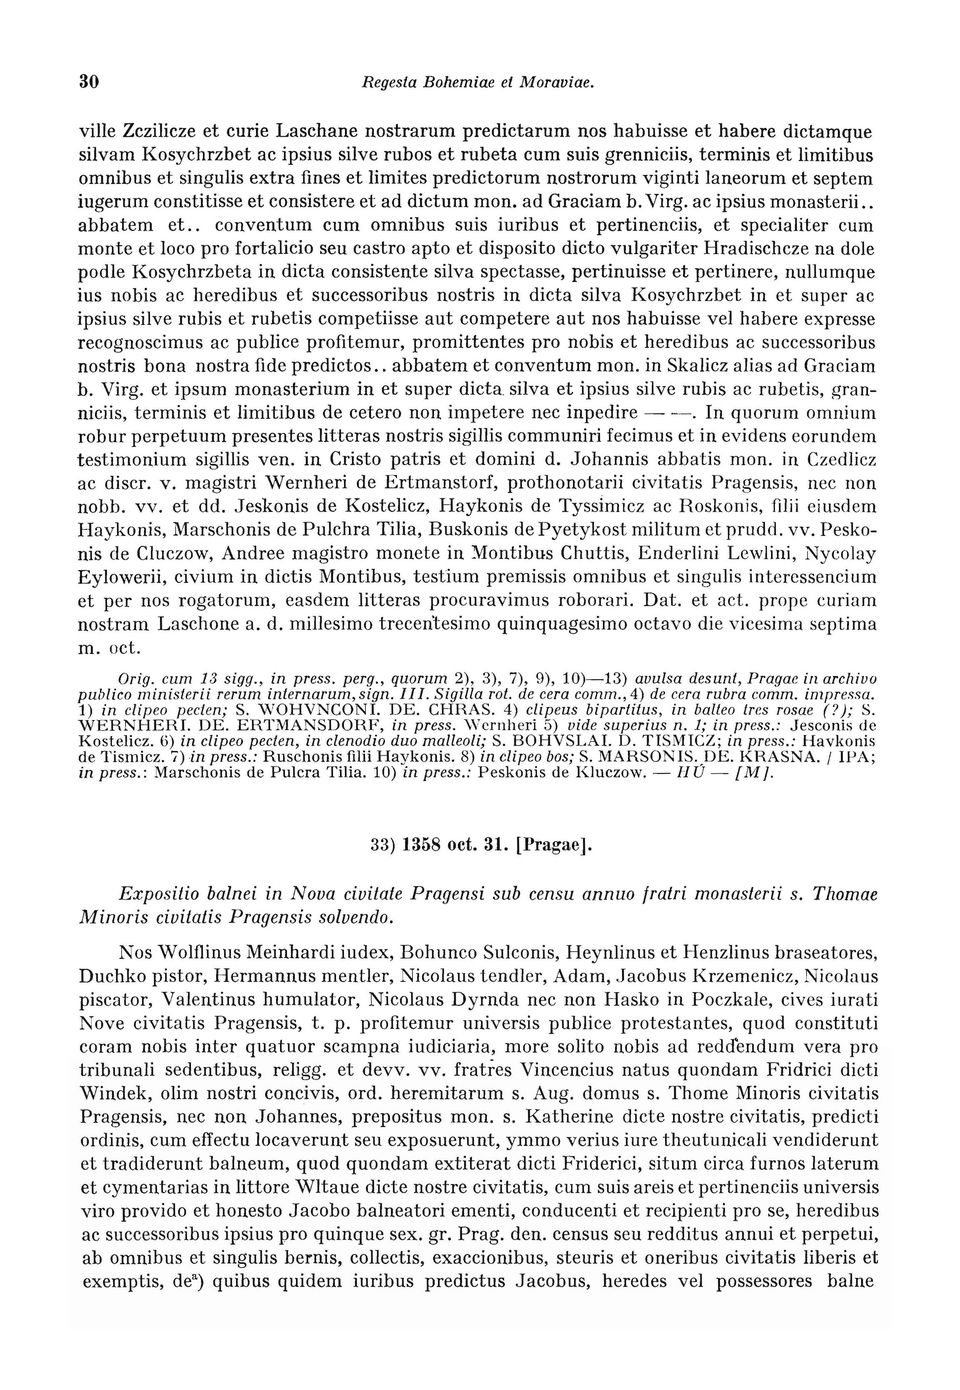 30 Regesta Bohemiae et Moraviae.
ville Zczilicze et curie Laschane nostrarum predictarum nos habuisse et habere dictamque
silvam Kosychrzbet ac ipsius silve rubos et rubeta cum suis grenniciis, terminis et limitibus
omnibus et singulis extra fines et limites predictorum nostrorum viginti laneorum et septem
iugerum constitisse et consistere et ad dictum mon. ad Graciam b. Virg. ac ipsius monasterii..
abbatem et.. conventum cum omnibus suis iuribus et pertinenciis, et specialiter cum
monte et loco pro fortalicio seu castro apto et disposito dicto vulgariter Hradischcze na dole
podle Kosychrzbeta in dicta consistente silva spectasse, pertinuisse et pertinere, nullumque
ius nobis ac heredibus et successoribus nostris in dicta silva Kosychrzbet in et super ac
ipsius silve rubis et rubetis competiisse aut competere aut nos habuisse vel habere expresse
recognoscimus ac publice profitemur, promittentes pro nobis et heredibus ac successoribus
nostris bona nostra fide predictos.. abbatem et conventum mon. in Skalicz alias ad Graciam
b. Virg. et ipsum monasterium in et super dicta silva et ipsius silve rubis ac rubetis, gran-
niciis, terminis et limitibus de cetero non impetere nec inpedire — —. In quorum omnium
robur perpetuum presentes litteras nostris sigillis communiri fecimus et in evidens eorundem
testimonium sigillis ven. in Cristo patris et domini d. Johannis abbatis mon. in Czedlicz
ac discr. v. magistri Wernheri de Ertmanstorf, prothonotarii civitatis Pragensis, nec non
nobb. vv. et dd. Jeskonis de Kostelicz, Haykonis de Tyssimicz ac Roskonis, filii eiusdem
Haykonis, Marschonis de Pulchra Tilia, Buskonis de Pyetykost militum et prudd. vv. Pesko-
nis de Cluczow, Andree magistro monete in Montibus Chuttis, Enderlini Lewlini, Nycolay
Eylowerii, civium in dictis Montibus, testium premissis omnibus et singulis interessencium
et per nos rogatorum, easdem litteras procuravimus roborari. Dat. et act. prope curiam
nostram Laschone a. d. millesimo trecentesimo quinquagesimo octavo die vicesima septima
m. oct.
Orig. cum 13 sigg., in press. perg., quorum 2), 3), 7), 9), 10)—13) avulsa desunt, Pragae in archivo
publico ministerii rerum internarum, sign. III. Sigilla rot. de cera comm., 4) de cera rubra comm. impressa.
1) in clipeo pecten; S. WOHVNCONI. DE. CHRAS. 4) clipeus bipartitus, in balteo tres rosae (?); S.
WERNHERI. DE. ERTMANSDORF, in press. Wernheri 5) vide superius n. 1; in press.: Jesconis de
Kostelicz. 6) in clipeo pecten, in clenodio duo malleoli; S. BOHVSLAI. D. TISMICZ; in press.: Haykonis
de Tismicz. 7) in press.: Ruschonis filii Haykonis. 8) in clipeo bos; S. MARSONIS. DE. KRASNA. / IPA;
in press.: Marschonis de Pulcra Tilia. 10) in press.: Peskonis de Kluczow. — HÚ — [M].
33) 1358 oct. 31. [Pragae].
Expositio balnei in Nova civitate Pragensi sub censu annuo fratri monasterii s. Thomae
Minoris civitatis Pragensis solvendo.
Nos Wolflinus Meinhardi iudex, Bohunco Sulconis, Heynlinus et Henzlinus braseatores,
Duchko pistor, Hermannus mentler, Nicolaus tendler, Adam, Jacobus Krzemenicz, Nicolaus
piscator, Valentinus humulator, Nicolaus Dyrnda nec non Hasko in Poczkale, cives iurati
Nove civitatis Pragensis, t. p. profitemur universis publice protestantes, quod constituti
coram nobis inter quatuor scampna iudiciaria, more solito nobis ad reddendum vera pro
tribunali sedentibus, religg. et devv. vv. fratres Vincencius natus quondam Fridrici dicti
Windek, olim nostri concivis, ord. heremitarum s. Aug. domus s. Thome Minoris civitatis
Pragensis, nec non Johannes, prepositus mon. s. Katherine dicte nostre civitatis, predicti
ordinis, cum effectu locaverunt seu exposuerunt, ymmo verius iure theutunicali vendiderunt
et tradiderunt balneum, quod quondam extiterat dicti Friderici, situm circa furnos laterum
et cymentarias in littore Wltaue dicte nostre civitatis, cum suis areis et pertinenciis universis
viro provido et honesto Jacobo balneatori ementi, conducenti et recipienti pro se, heredibus
ac successoribus ipsius pro quinque sex. gr. Prag. den. census seu redditus annui et perpetui,
ab omnibus et singulis bernis, collectis, exaccionibus, steuris et oneribus civitatis liberis et
exemptis, deᵃ) quibus quidem iuribus predictus Jacobus, heredes vel possessores balne